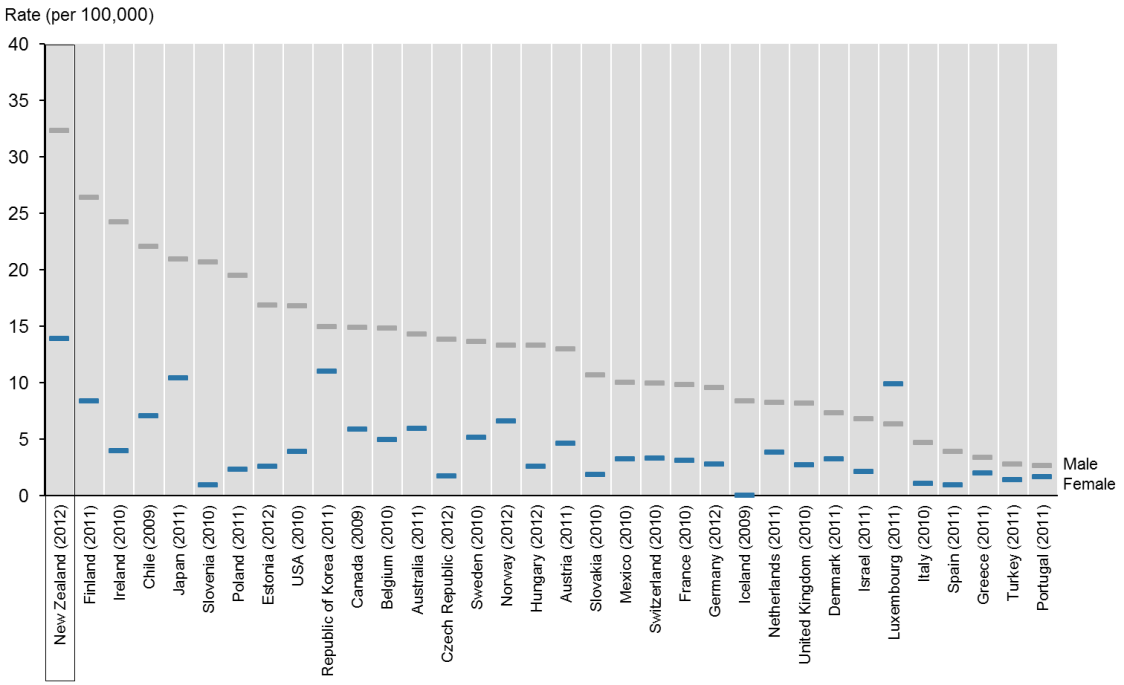 Rate (per 100,000)
40
35
30
25
20
15
10
5
0
Male
Female
New Zealand (2012)
Finland (2011)
Ireland (2010)
Chile (2009)
Japan (2011)
Slovenia (2010)
Poland (2011)
Estonia (2012)
USA (2010)
Republic of Korea (2011)
Canada (2009)
Belgium (2010)
Australia (2011)
Czech Republic (2012)
Sweden (2010)
Norway (2012)
Hungary (2012)
Austria (2011)
Slovakia (2010)
Mexico (2010)
Switzerland (2010)
France (2010)
Germany (2012)
Iceland (2009)
Netherlands (2011)
United Kingdom (2010)
Denmark (2011)
Israel (2011)
Luxembourg (2011)
Italy (2010)
Spain (2011)
Greece (2011)
Turkey (2011)
Portugal (2011)